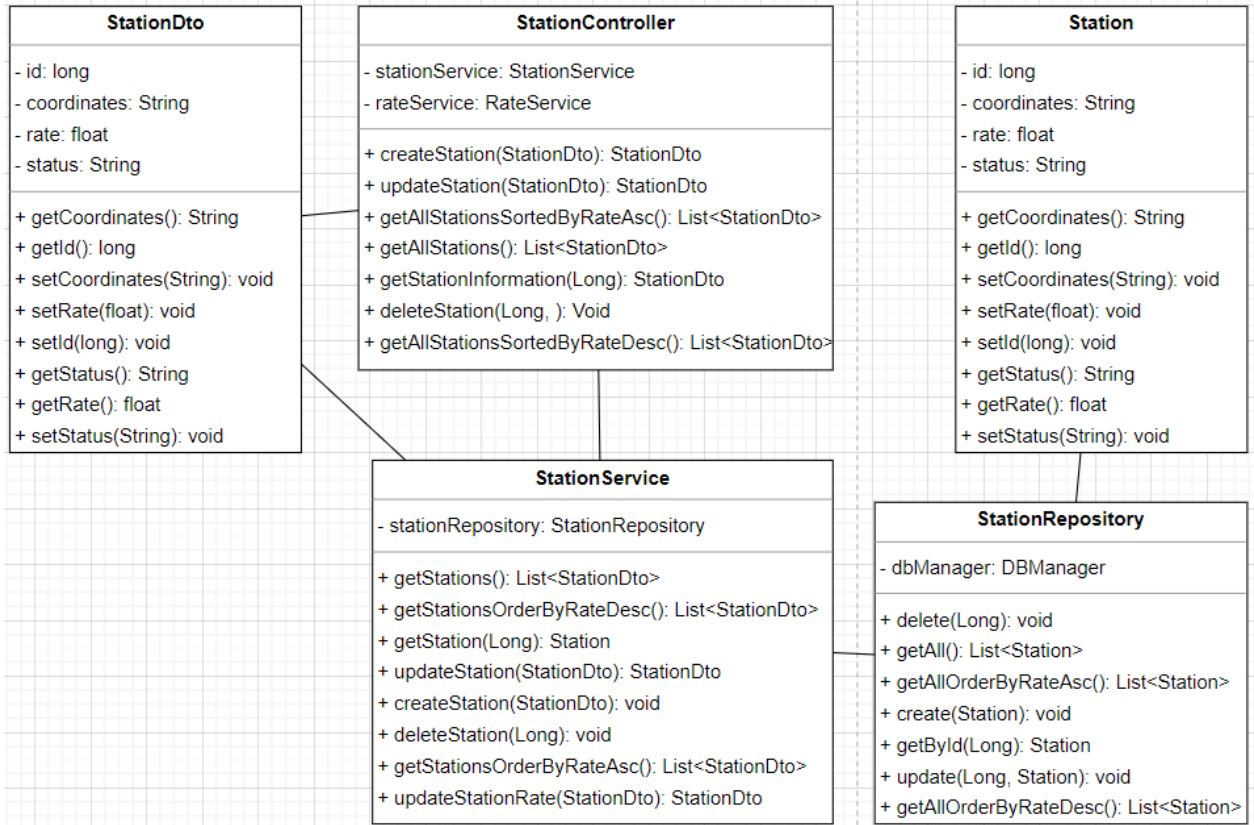 StationDto
- id: long
- coordinates: String
- rate: float
- status: String
+ getCoordinates(): String
+ getId(): long
+ setCoordinates(String): void
+ setRate(float): void
+ setId(long): void
+ getStatus(): String
+ getRate(): float
+ setStatus(String): void
StationController
- stationService: StationService
- rateService: RateService
+ createStation(StationDto): StationDto
+ updateStation(StationDto): StationDto
+ getAllStationsSortedByRateAsc(): List<StationDto>
+ getAllStations(): List<StationDto>
+ getStationInformation(Long): StationDto
+ deleteStation(Long, ): Void
+ getAllStationsSortedByRateDesc(): List<StationDto>
Station
- id: long
- coordinates: String
- rate: float
- status: String
+ getCoordinates(): String
+ getId(): long
+ setCoordinates(String): void
+ setRate(float): void
+ setId(long): void
+ getStatus(): String
+ getRate(): float
+ setStatus(String): void
StationService
- stationRepository: StationRepository
+ getStations(): List<StationDto>
+ getStationsOrderByRateDesc(): List<StationDto>
+ getStation(Long): Station
+ updateStation(StationDto): StationDto
+ createStation(StationDto): void
+ deleteStation(Long): void
+ getStationsOrderByRateAsc(): List<StationDto>
+ updateStationRate(StationDto): StationDto
StationRepository
- dbManager: DBManager
+ delete(Long): void
+ getAll(): List<Station>
+ getAllOrderByRateAsc(): List<Station>
+ create(Station): void
+ getById(Long): Station
+ update(Long, Station): void
+ getAllOrderByRateDesc(): List<Station>